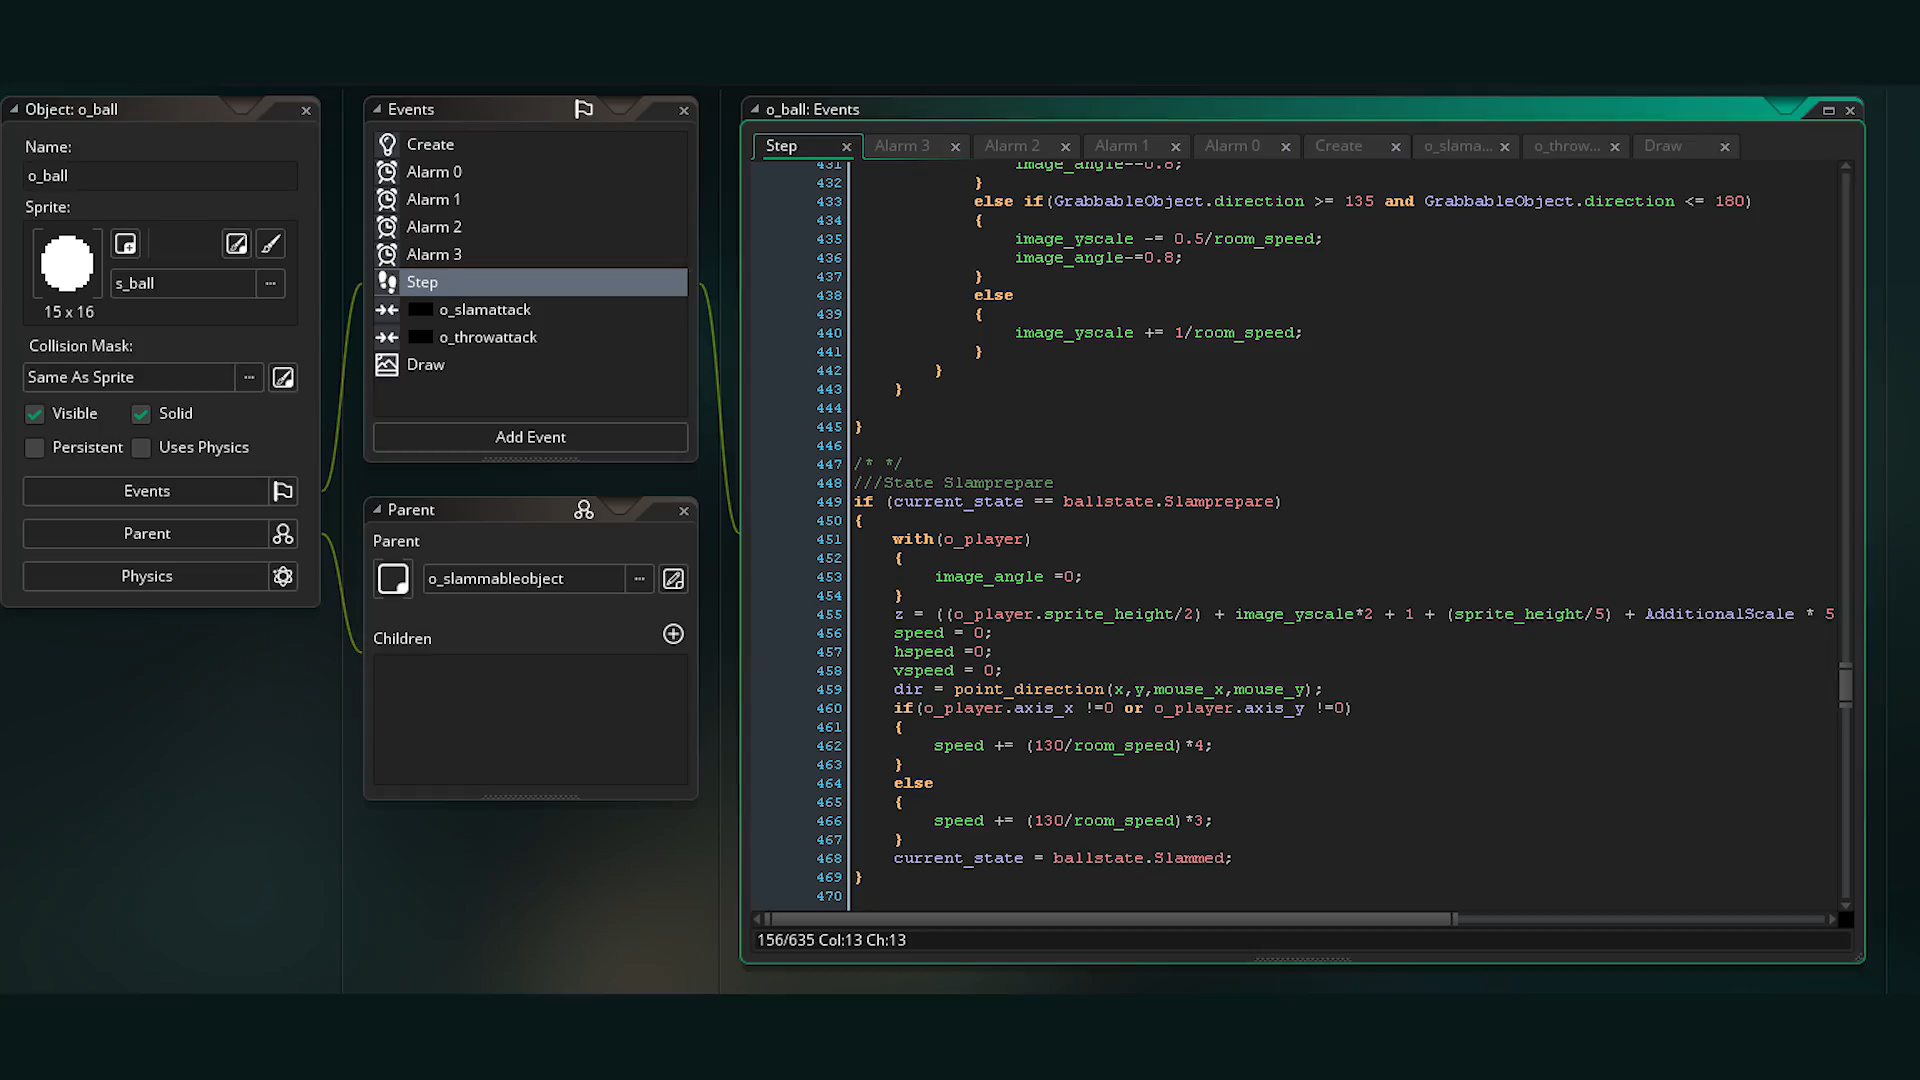 Object: o_ball
Name:
o_ball
Sprite:
s_ball
15 x 16
Collision Mask:
Same As Sprite
Visible
Solid
Persistent
Uses Physics
Events
Parent
Physics
Events
Create
Alarm 0
Alarm 1
Alarm 2
Alarm 3
Step
o_slamattack
o_throwattack
Draw
Add Event
Parent
Parent
o_slammableobject
Children
o_ball: Events
Step Alarm 3 Alarm 2 Alarm 1 Alarm 0 Create o_slama... o_throw... Draw
431 image_angle-=0.8;
432 }
433 else if(GrabbableObject.direction >= 135 and GrabbableObject.direction <= 180)
434 {
435 image_yscale -= 0.5/room_speed;
436 image_angle-=0.8;
437 }
438 else
439 {
440 image_yscale += 1/room_speed;
441 }
442 }
443 }
444
445 }
446
447 /* */
448 ///State Slamprepare
449 if (current_state == ballstate.Slamprepare)
450 {
451 with(o_player)
452 {
453 image_angle =0;
454 }
455 z = ((o_player.sprite_height/2) + image_yscale*2 + 1 + (sprite_height/5) + AdditionalScale * 5
456 speed = 0;
457 hspeed =0;
458 vspeed = 0;
459 dir = point_direction(x,y,mouse_x,mouse_y);
460 if(o_player.axis_x !=0 or o_player.axis_y !=0)
461 {
462 speed += (130/room_speed)*4;
463 }
464 else
465 {
466 speed += (130/room_speed)*3;
467 }
468 current_state = ballstate.Slammed;
469 }
470
156/635 Col:13 Ch:13